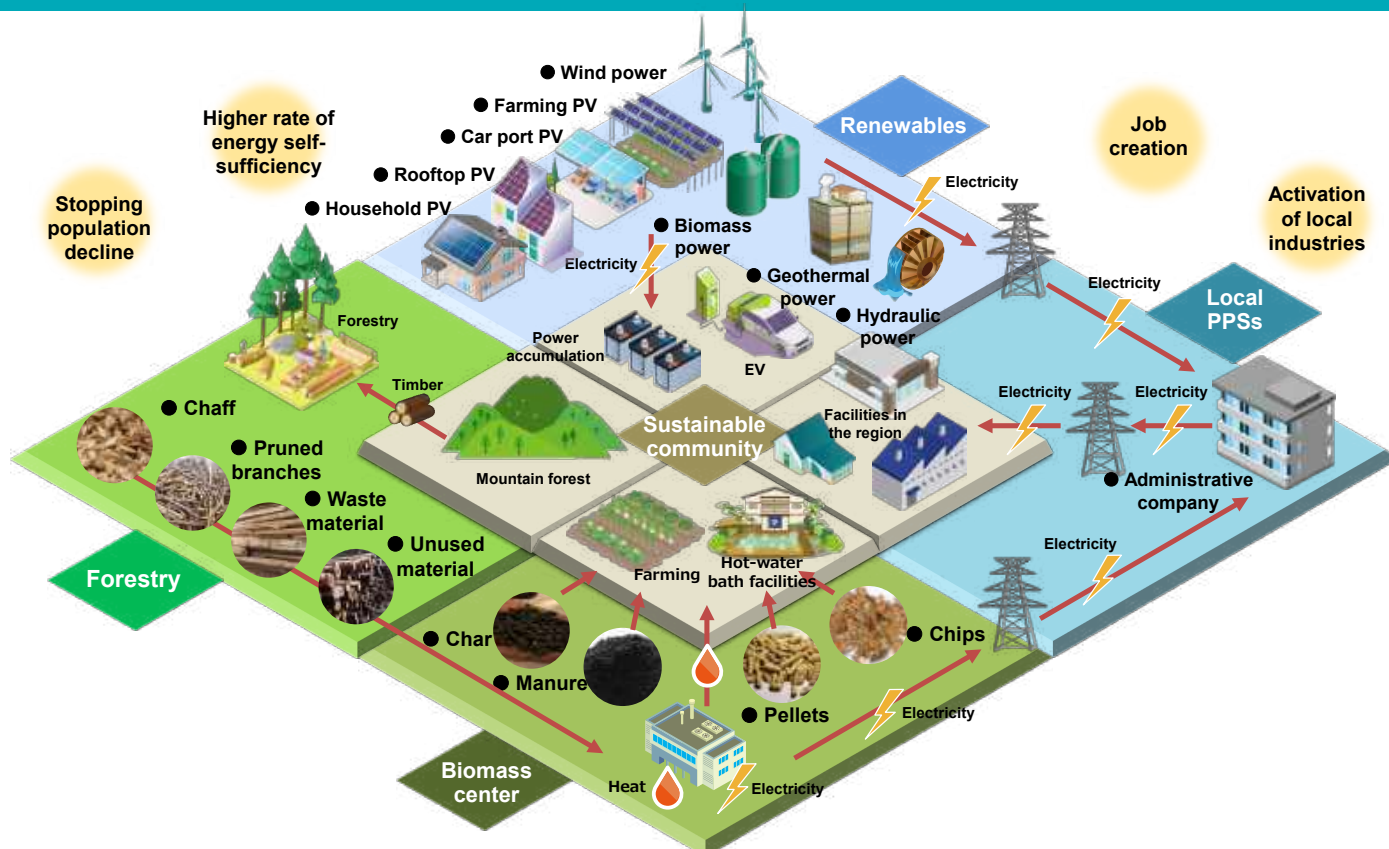 Wind power
Farming PV
Car port PV
Rooftop PV
Household PV
Renewables
Higher rate of
energy self-
sufficiency
Stopping
population
decline
Job
creation
Activation
of local
industries
Electricity
Biomass
power
Electricity
Geothermal
power
Hydraulic
power
Electricity
Local
PPSs
Forestry
Power
accumulation
EV
Timber
Chaff
Pruned
branches
Waste
material
Unused
material
Forestry
Mountain forest
Sustainable
community
Facilities in
the region
Electricity
Electricity
Administrative
company
Electricity
Farming
Hot-water
bath facilities
Char
Manure
Pellets
Chips
Electricity
Biomass
center
Heat
Electricity